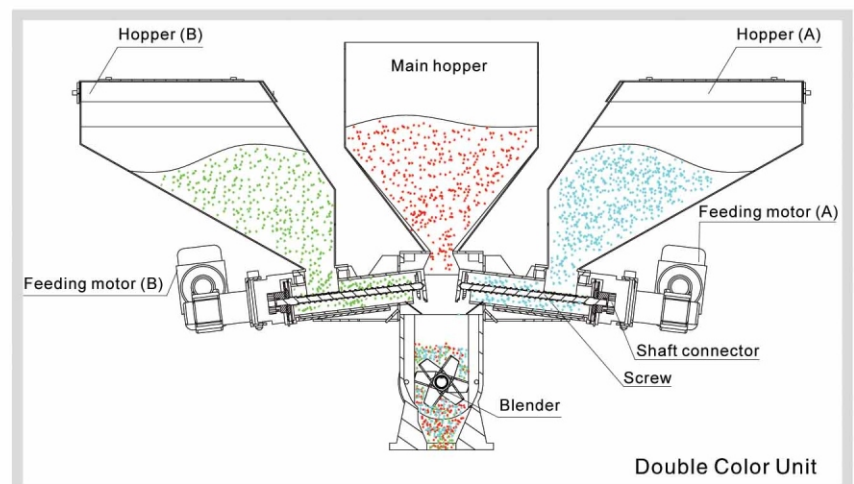 Hopper (B)
Main hopper
Hopper (A)
Feeding motor (A)
Feeding motor (B)
Shaft connector
Screw
Blender
Double Color Unit